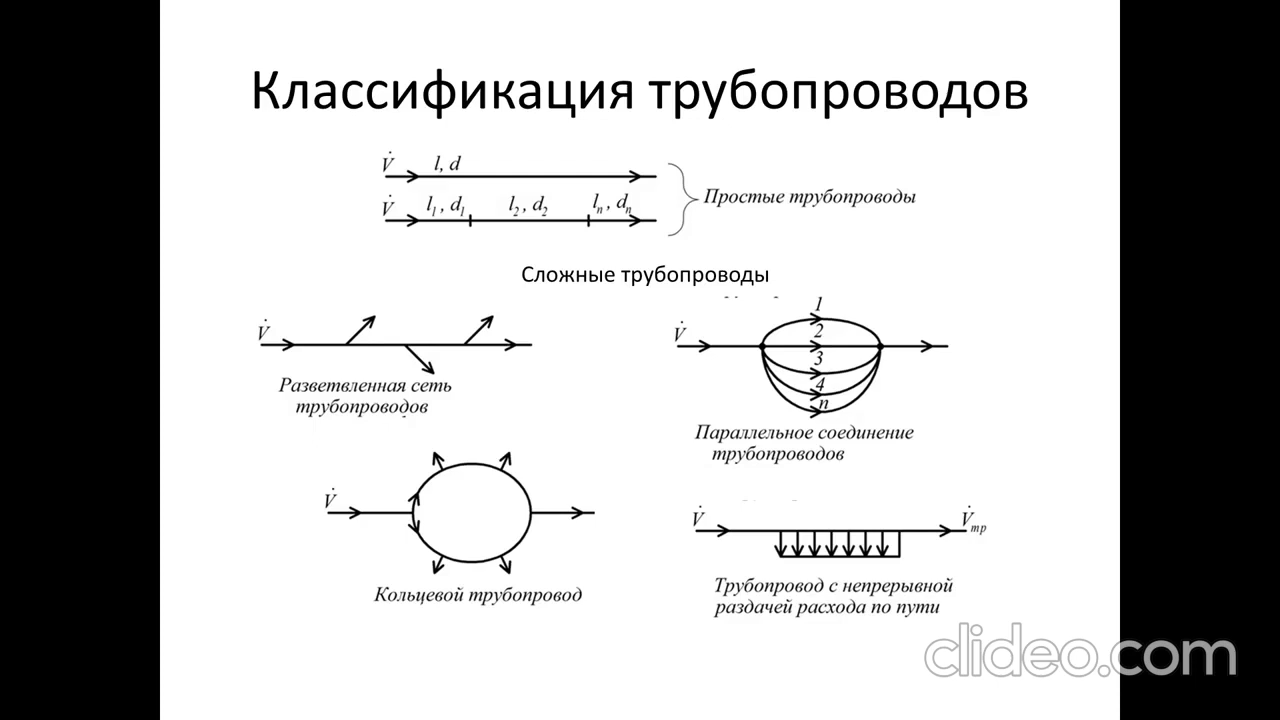 Классификация трубопроводов
V̇ l, d
V̇ l₁, d₁ l₂, d₂ lₙ, dₙ
Простые трубопроводы
Сложные трубопроводы
V̇
Разветвленная сеть
трубопроводов
V̇ 1
2
3
4
n
Параллельное соединение
трубопроводов
V̇
Кольцевой трубопровод
V̇ V̇тр
Трубопровод с непрерывной
раздачей расхода по пути
clideo.com